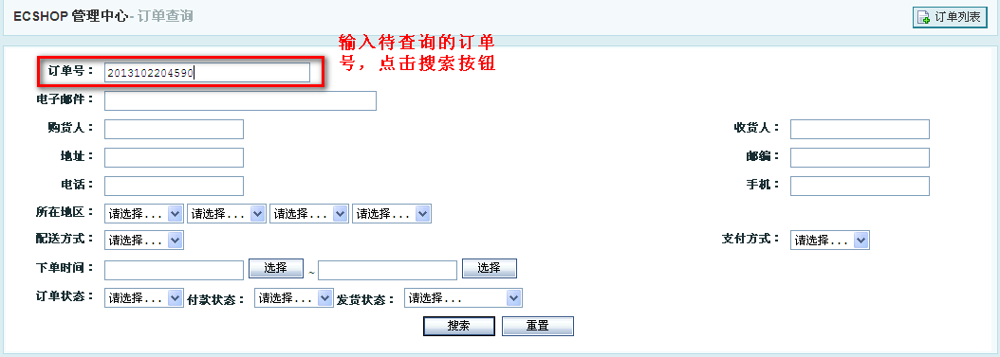 ECSHOP 管理中心 - 订单查询
订单列表
输入待查询的订单
号，点击搜索按钮
订单号： 2013102204590
电子邮件：
购货人： 收货人：
地址： 邮编：
电话： 手机：
所在地区： 请选择... 请选择... 请选择... 请选择...
配送方式： 请选择... 支付方式： 请选择...
下单时间： 选择 ~ 选择
订单状态： 请选择... 付款状态： 请选择... 发货状态： 请选择...
搜索 重置